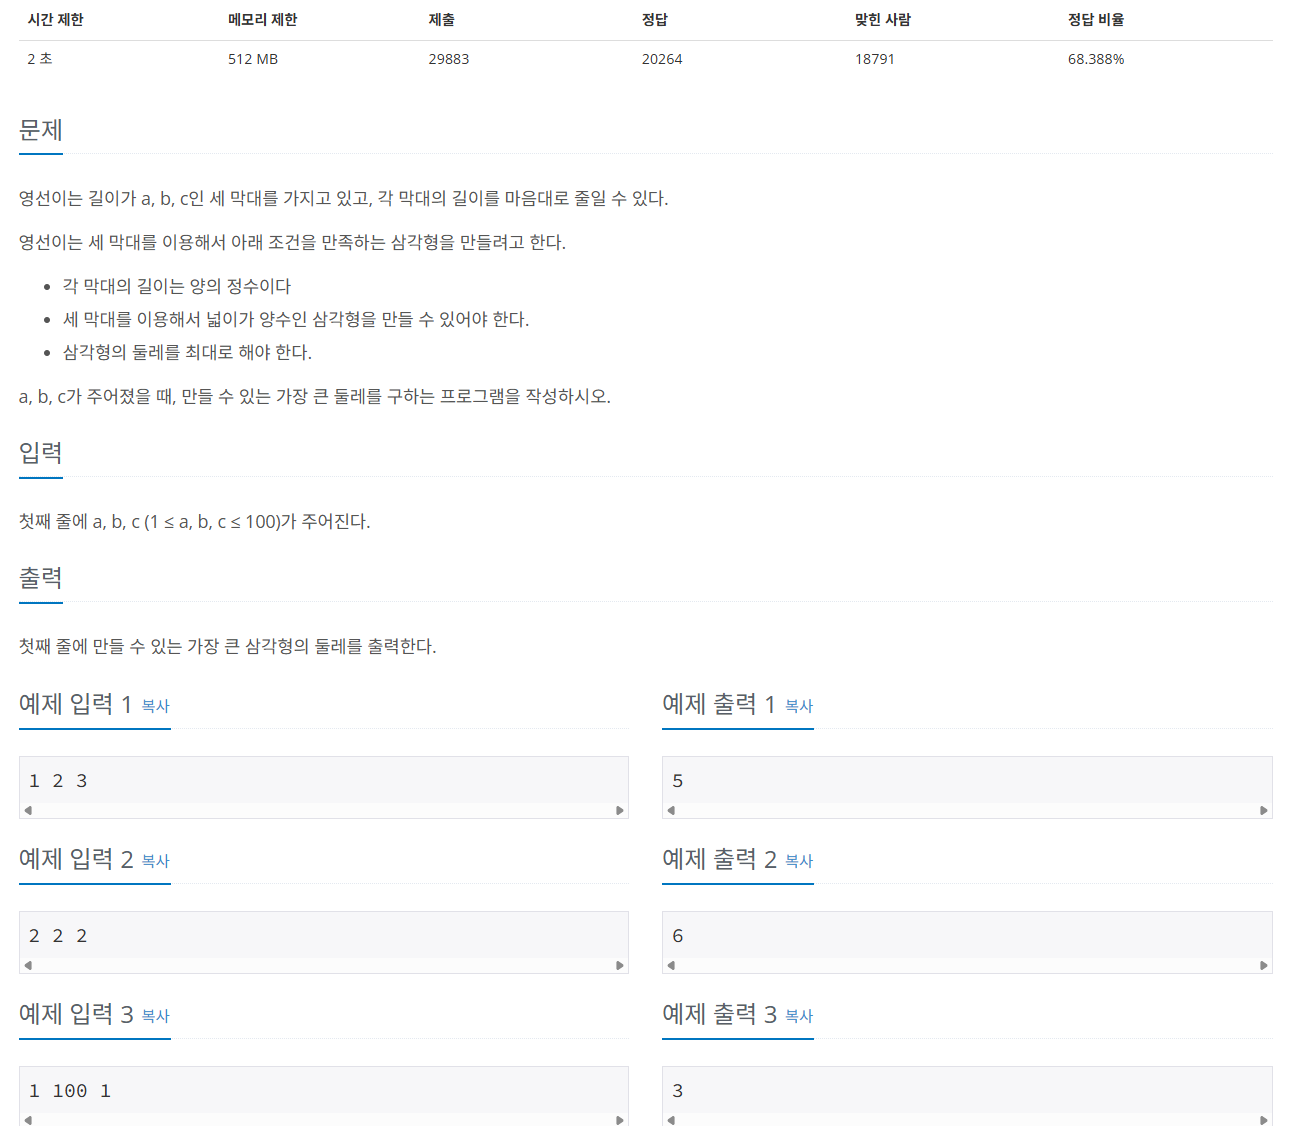 시간 제한 메모리 제한 제출 정답 맞힌 사람 정답 비율
2 초 512 MB 29883 20264 18791 68.388%
문제
영선이는 길이가 a, b, c인 세 막대를 가지고 있고, 각 막대의 길이를 마음대로 줄일 수 있다.
영선이는 세 막대를 이용해서 아래 조건을 만족하는 삼각형을 만들려고 한다.
• 각 막대의 길이는 양의 정수이다
• 세 막대를 이용해서 넓이가 양수인 삼각형을 만들 수 있어야 한다.
• 삼각형의 둘레를 최대로 해야 한다.
a, b, c가 주어졌을 때, 만들 수 있는 가장 큰 둘레를 구하는 프로그램을 작성하시오.
입력
첫째 줄에 a, b, c (1 ≤ a, b, c ≤ 100)가 주어진다.
출력
첫째 줄에 만들 수 있는 가장 큰 삼각형의 둘레를 출력한다.
예제 입력 1 복사 예제 출력 1 복사
1 2 3 5
예제 입력 2 복사 예제 출력 2 복사
2 2 2 6
예제 입력 3 복사 예제 출력 3 복사
1 100 1 3